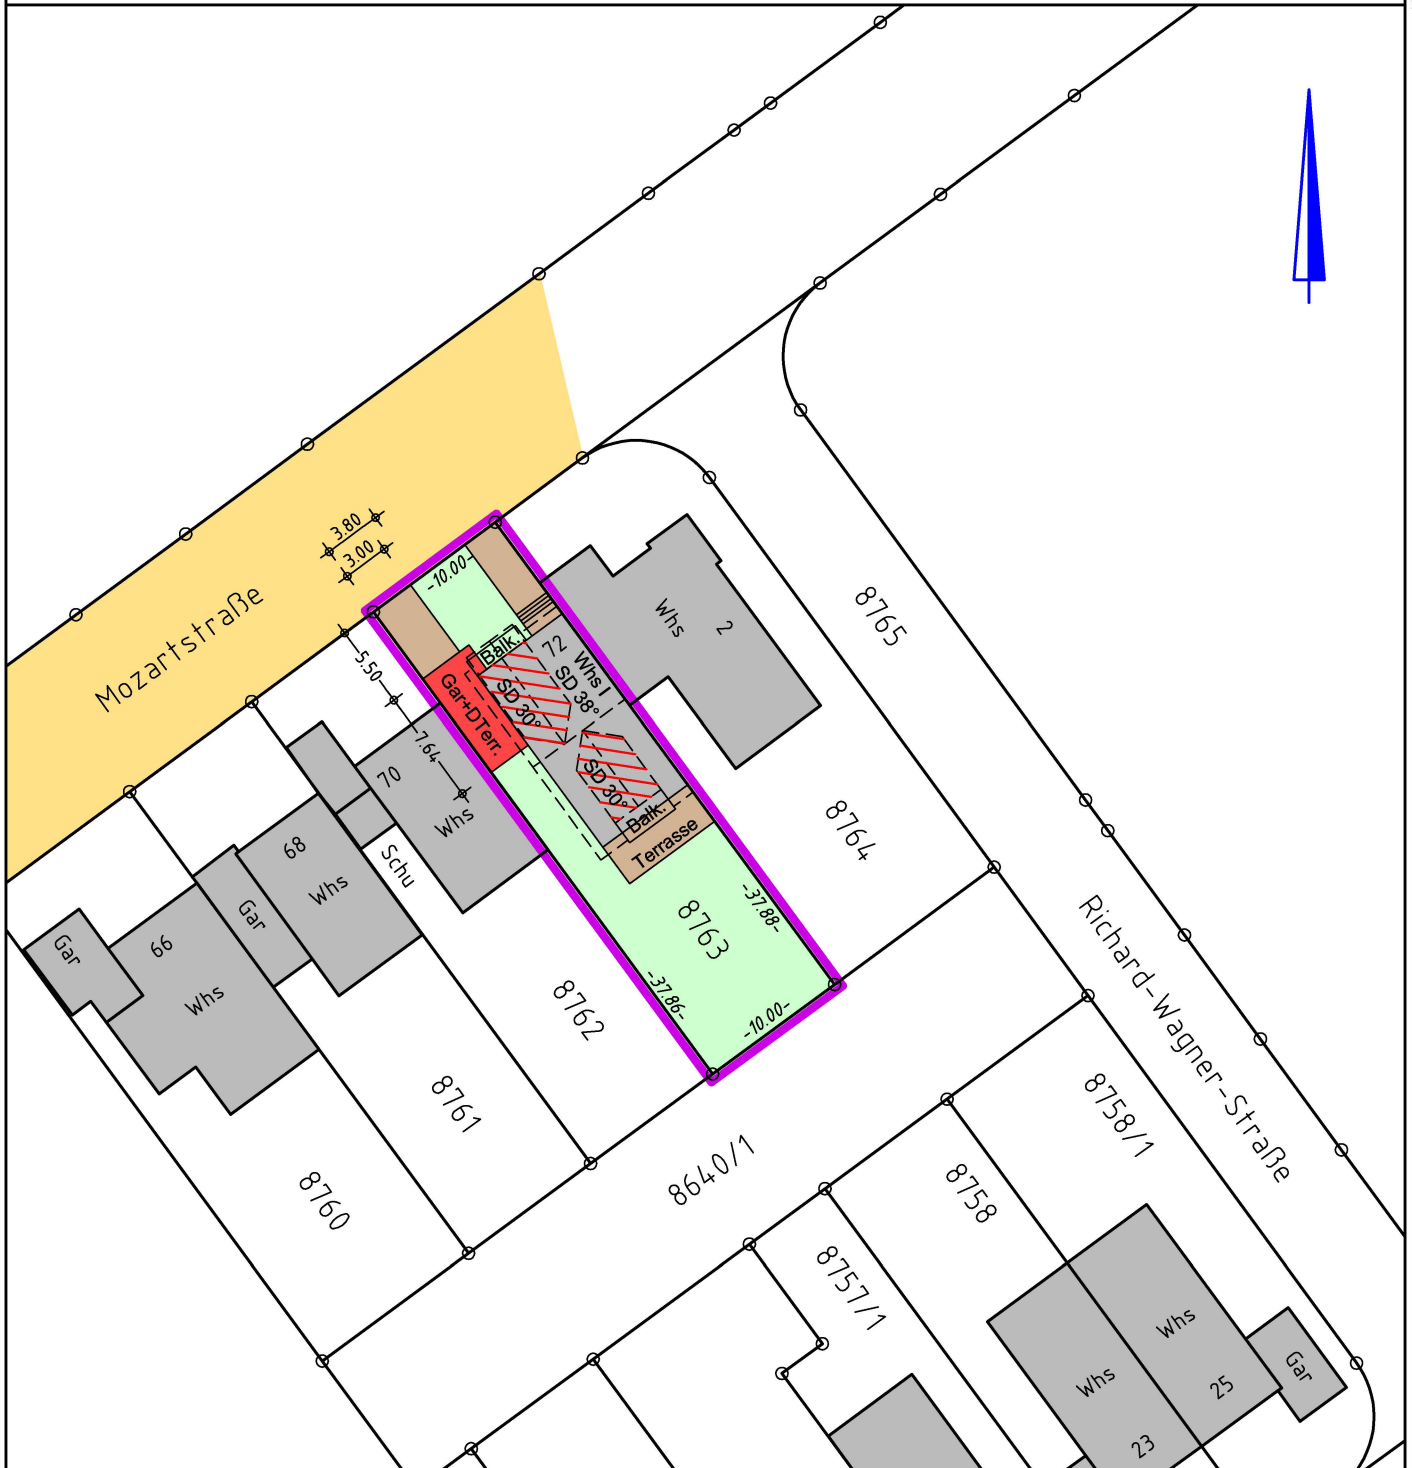 3.80
3.00
-10.00-
Mozartstraße
5.50
7.64
Balk.
72
Whs I
SD 38°
SD 30°
Gar+DTerr.
SD 30°
Balk.
Terrasse
Whs
2
8765
8764
70
Whs
Schu
68
Whs
Gar
66
Whs
Gar
8763
-37.88-
-37.86-
-10.00-
8762
8761
8760
8640/1
Richard-Wagner-Straße
8758/1
8758
8757/1
Whs
25
Gar
Whs
23